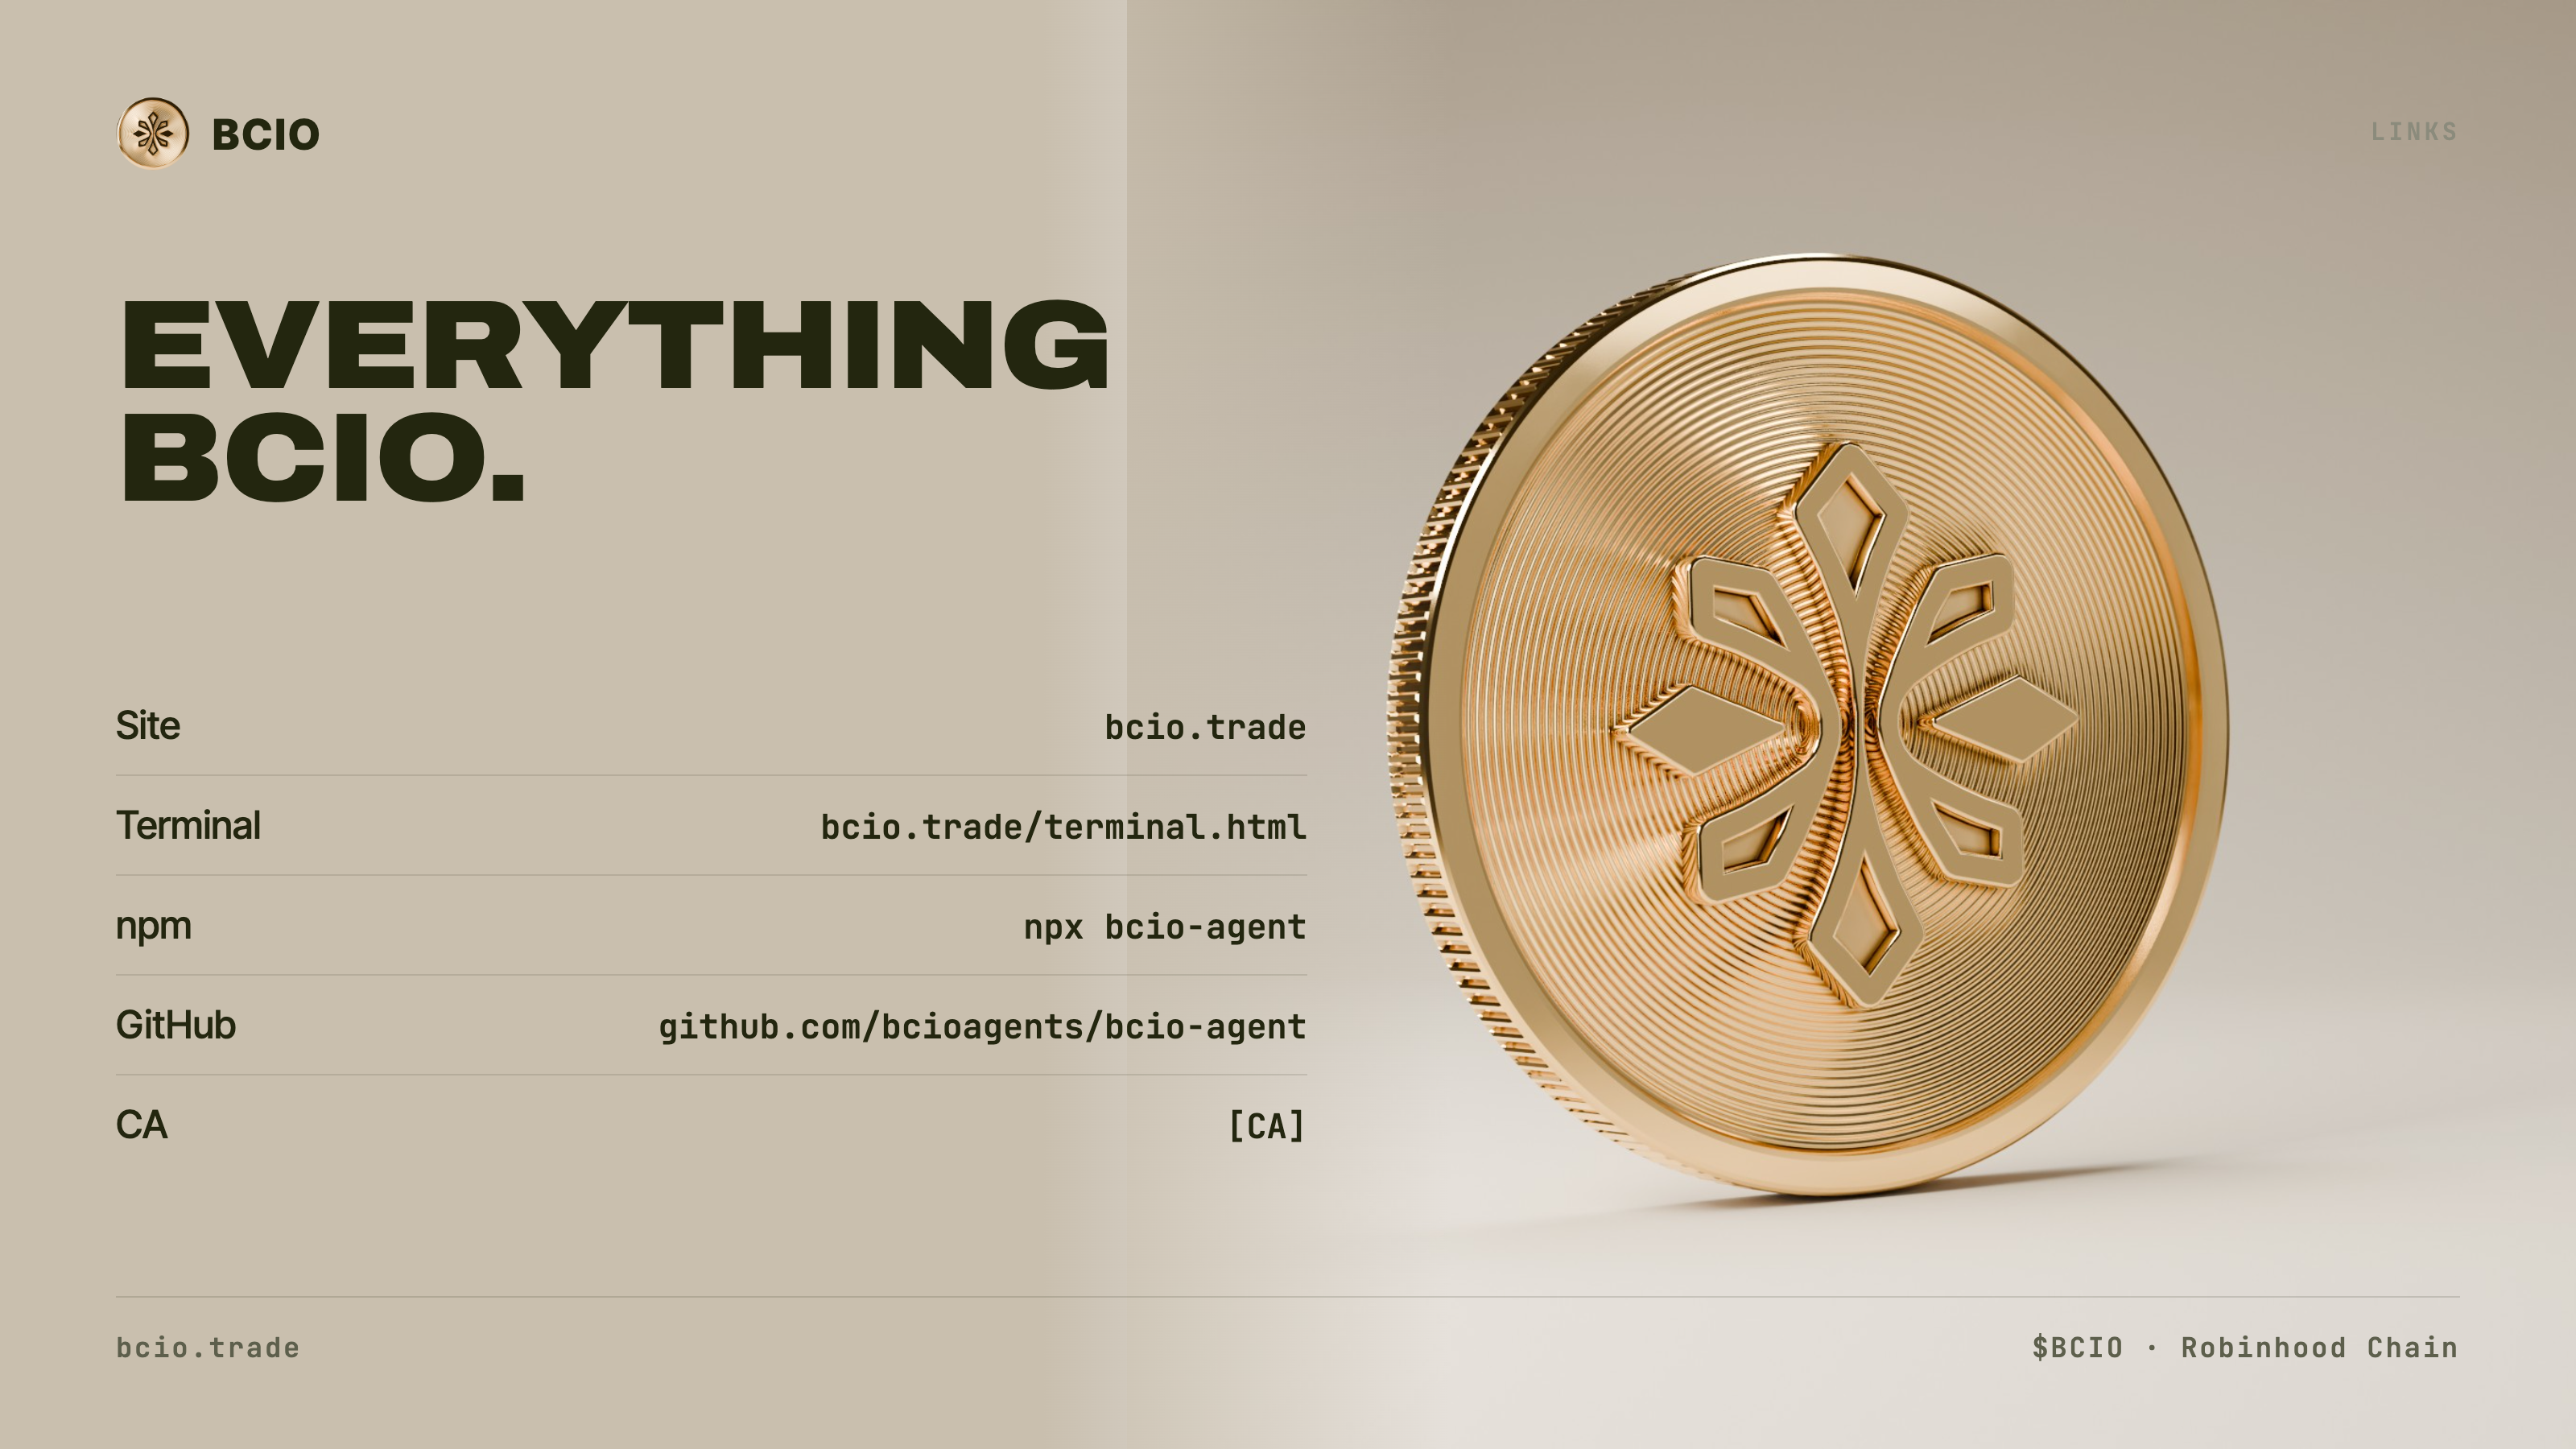 BCIO
LINKS
EVERYTHING
BCIO.
Site bcio.trade
Terminal bcio.trade/terminal.html
npm npx bcio-agent
GitHub github.com/bcioagents/bcio-agent
CA [CA]
bcio.trade
$BCIO · Robinhood Chain